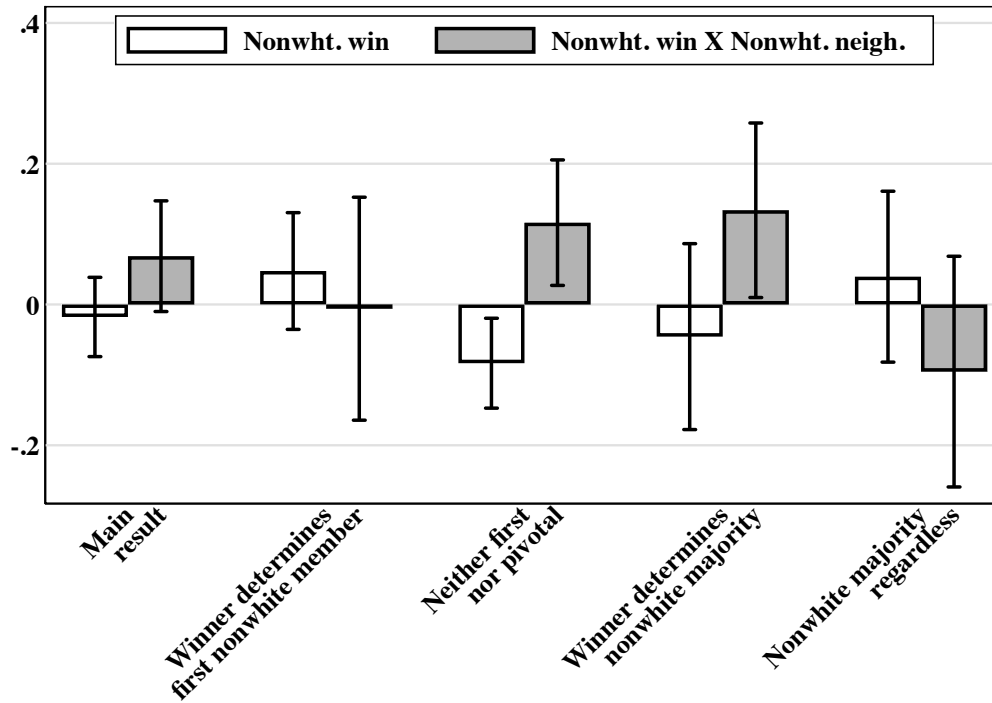 Nonwht. win
Nonwht. win X Nonwht. neigh.
.4
.2
0
-.2
Main
result
Winner determines
first nonwhite member
Neither first
nor pivotal
Winner determines
nonwhite majority
Nonwhite majority
regardless